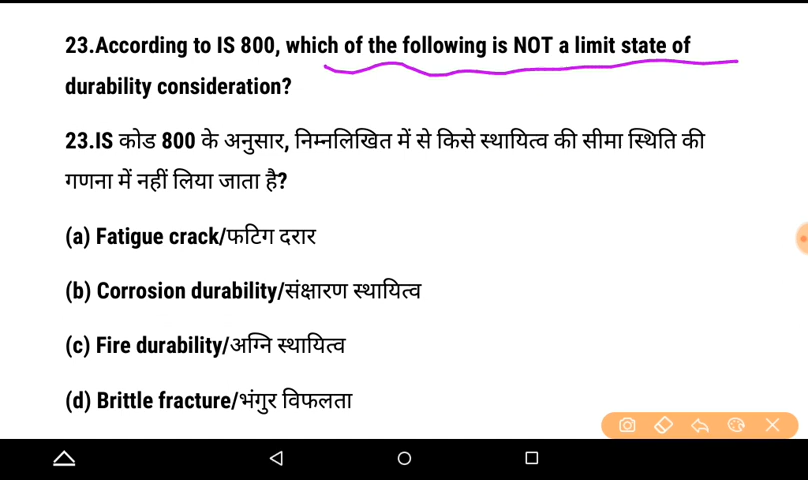 23.According to IS 800, which of the following is NOT a limit state of
durability consideration?
23.IS कोड 800 के अनुसार, निम्नलिखित में से किसे स्थायित्व की सीमा स्थिति की
गणना में नहीं लिया जाता है?
(a) Fatigue crack/फटिग दरार
(b) Corrosion durability/संक्षारण स्थायित्व
(c) Fire durability/अग्नि स्थायित्व
(d) Brittle fracture/भंगुर विफलता